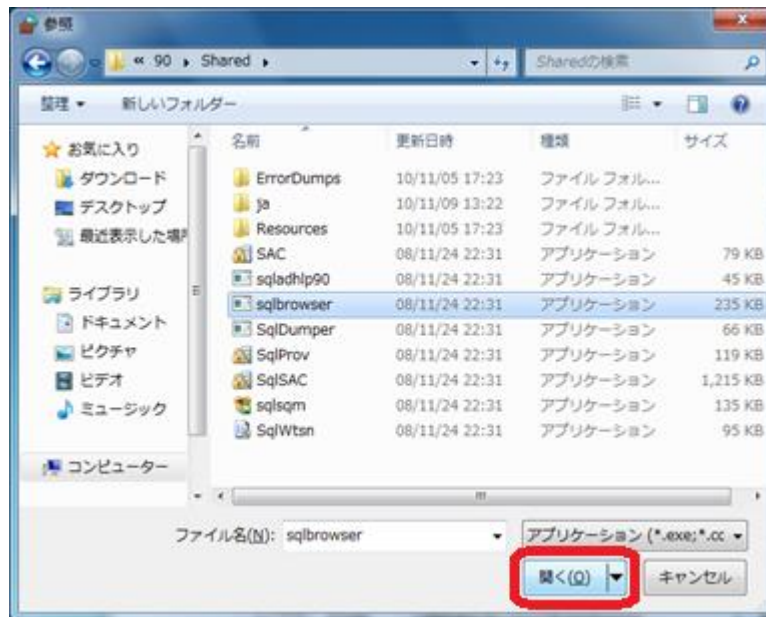 参照
« 90 ▸ Shared ▸ Sharedの検索
整理 新しいフォルダー
名前 更新日時 種類 サイズ
お気に入り
ダウンロード
デスクトップ
最近表示した場所
ライブラリ
ドキュメント
ピクチャ
ビデオ
ミュージック
コンピューター
ErrorDumps 10/11/05 17:23 ファイル フォル...
ja 10/11/09 13:22 ファイル フォル...
Resources 10/11/05 17:23 ファイル フォル...
SAC 08/11/24 22:31 アプリケーション 79 KB
sqladhlp90 08/11/24 22:31 アプリケーション 45 KB
sqlbrowser 08/11/24 22:31 アプリケーション 235 KB
SqlDumper 08/11/24 22:31 アプリケーション 66 KB
SqlProv 08/11/24 22:31 アプリケーション 119 KB
SqlSAC 08/11/24 22:31 アプリケーション 1,215 KB
sqlsqm 08/11/24 22:31 アプリケーション 135 KB
SqlWtsn 08/11/24 22:31 アプリケーション 95 KB
ファイル名(N): sqlbrowser アプリケーション (*.exe;*.cc
開く(O) キャンセル